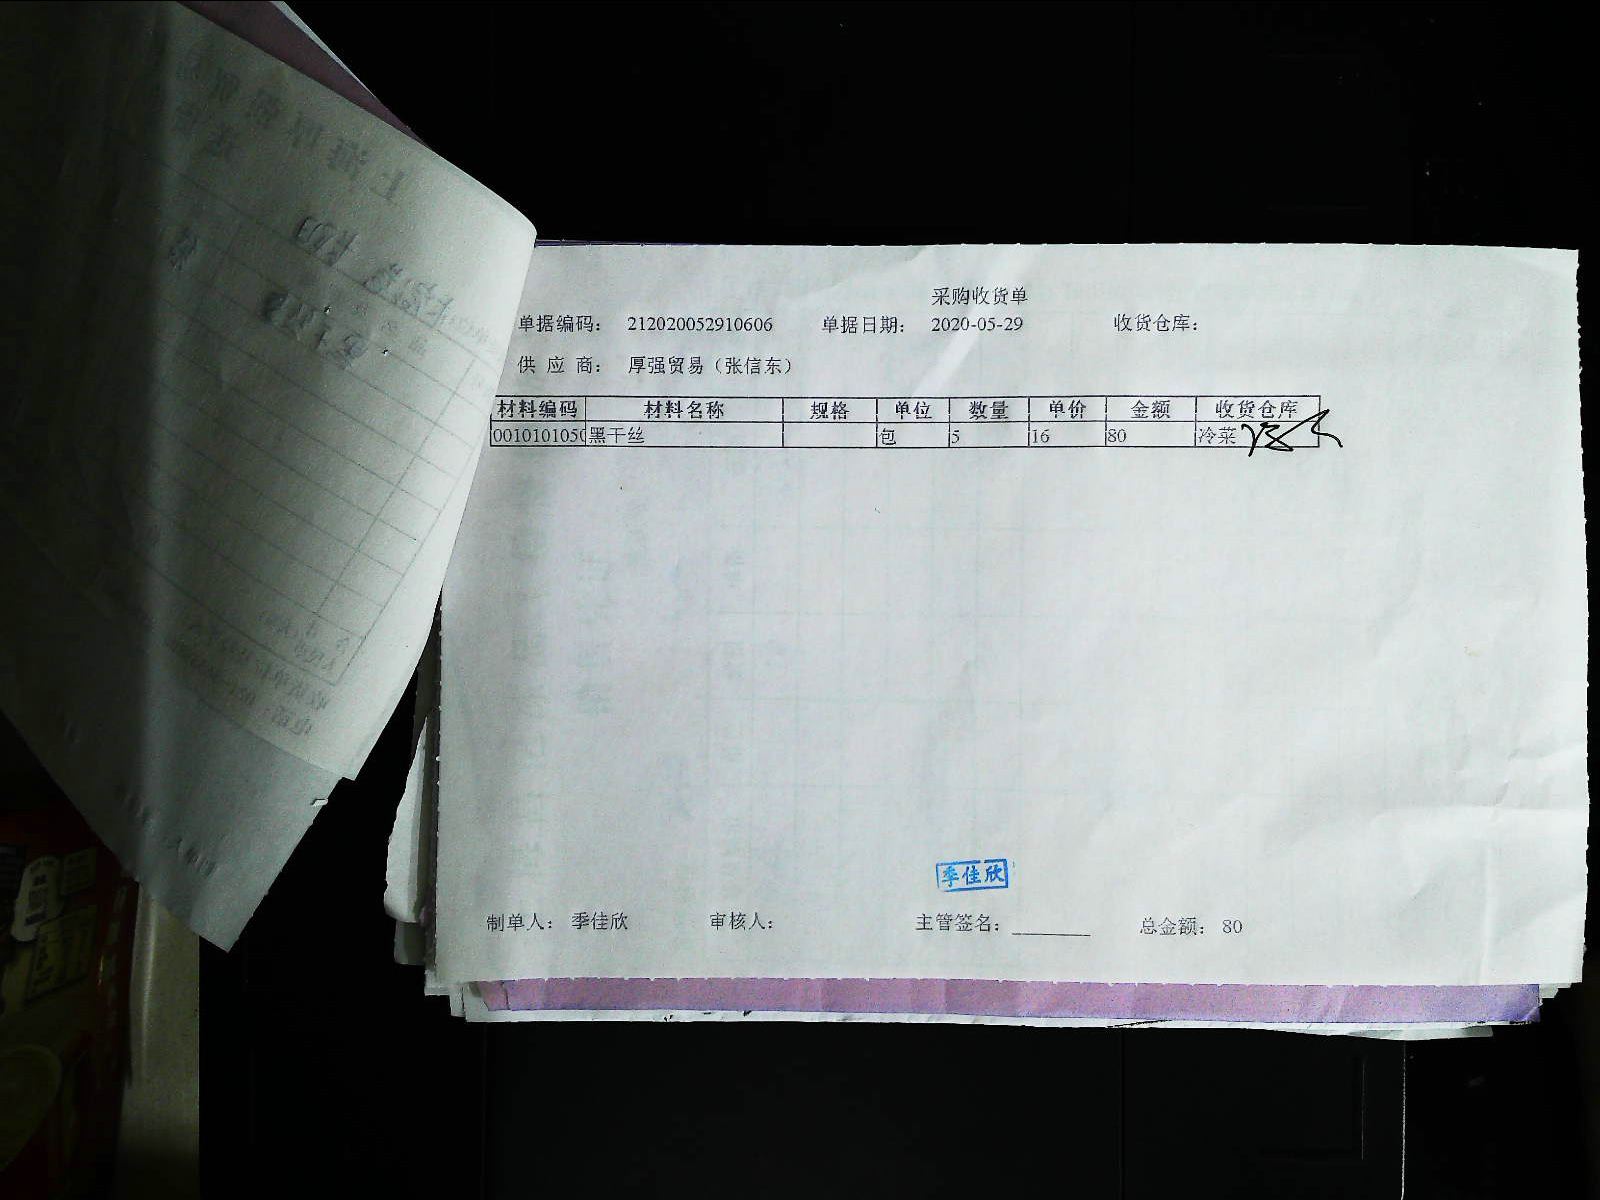 采购收货单
单据编码： 212020052910606 单据日期： 2020-05-29 收货仓库：
供 应 商： 厚强贸易（张信东）
材料编码 材料名称 规格 单位 数量 单价 金额 收货仓库
0010101050 黑干丝 包 5 16 80 冷菜
季佳欣
制单人： 季佳欣 审核人： 主管签名： ________ 总金额： 80